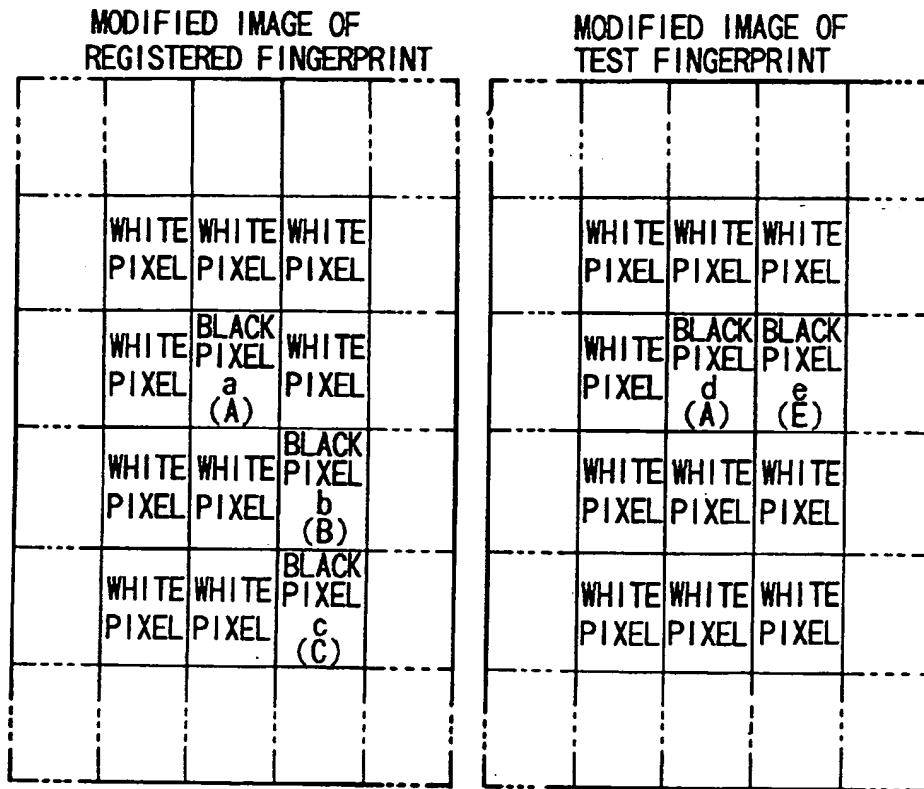 MODIFIED IMAGE OF
REGISTERED FINGERPRINT
WHITE WHITE WHITE
PIXEL PIXEL PIXEL
WHITE BLACK WHITE
PIXEL PIXEL PIXEL
a
(A)
WHITE WHITE BLACK
PIXEL PIXEL PIXEL
b
(B)
WHITE WHITE BLACK
PIXEL PIXEL PIXEL
c
(C)
MODIFIED IMAGE OF
TEST FINGERPRINT
WHITE WHITE WHITE
PIXEL PIXEL PIXEL
WHITE BLACK BLACK
PIXEL PIXEL PIXEL
d e
(A) (E)
WHITE WHITE WHITE
PIXEL PIXEL PIXEL
WHITE WHITE WHITE
PIXEL PIXEL PIXEL